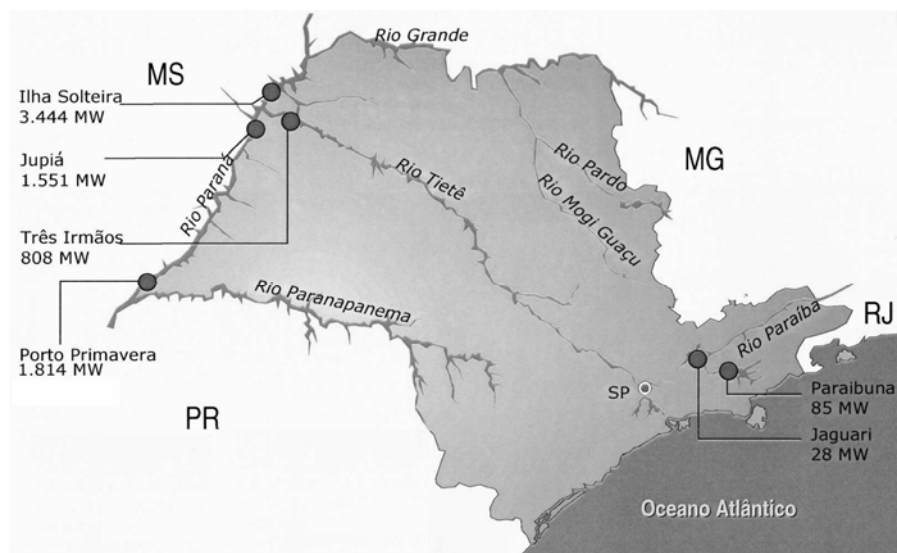 Rio Grande
MS
Ilha Solteira
3.444 MW
Jupiá
1.551 MW
Rio Paraná
Três Irmãos
808 MW
Porto Primavera
1.814 MW
Rio Tietê
Rio Pardo
Rio Mogi Guaçu
MG
Rio Paranapanema
PR
SP
Rio Paraíba
RJ
Paraibuna
85 MW
Jaguari
28 MW
Oceano Atlântico